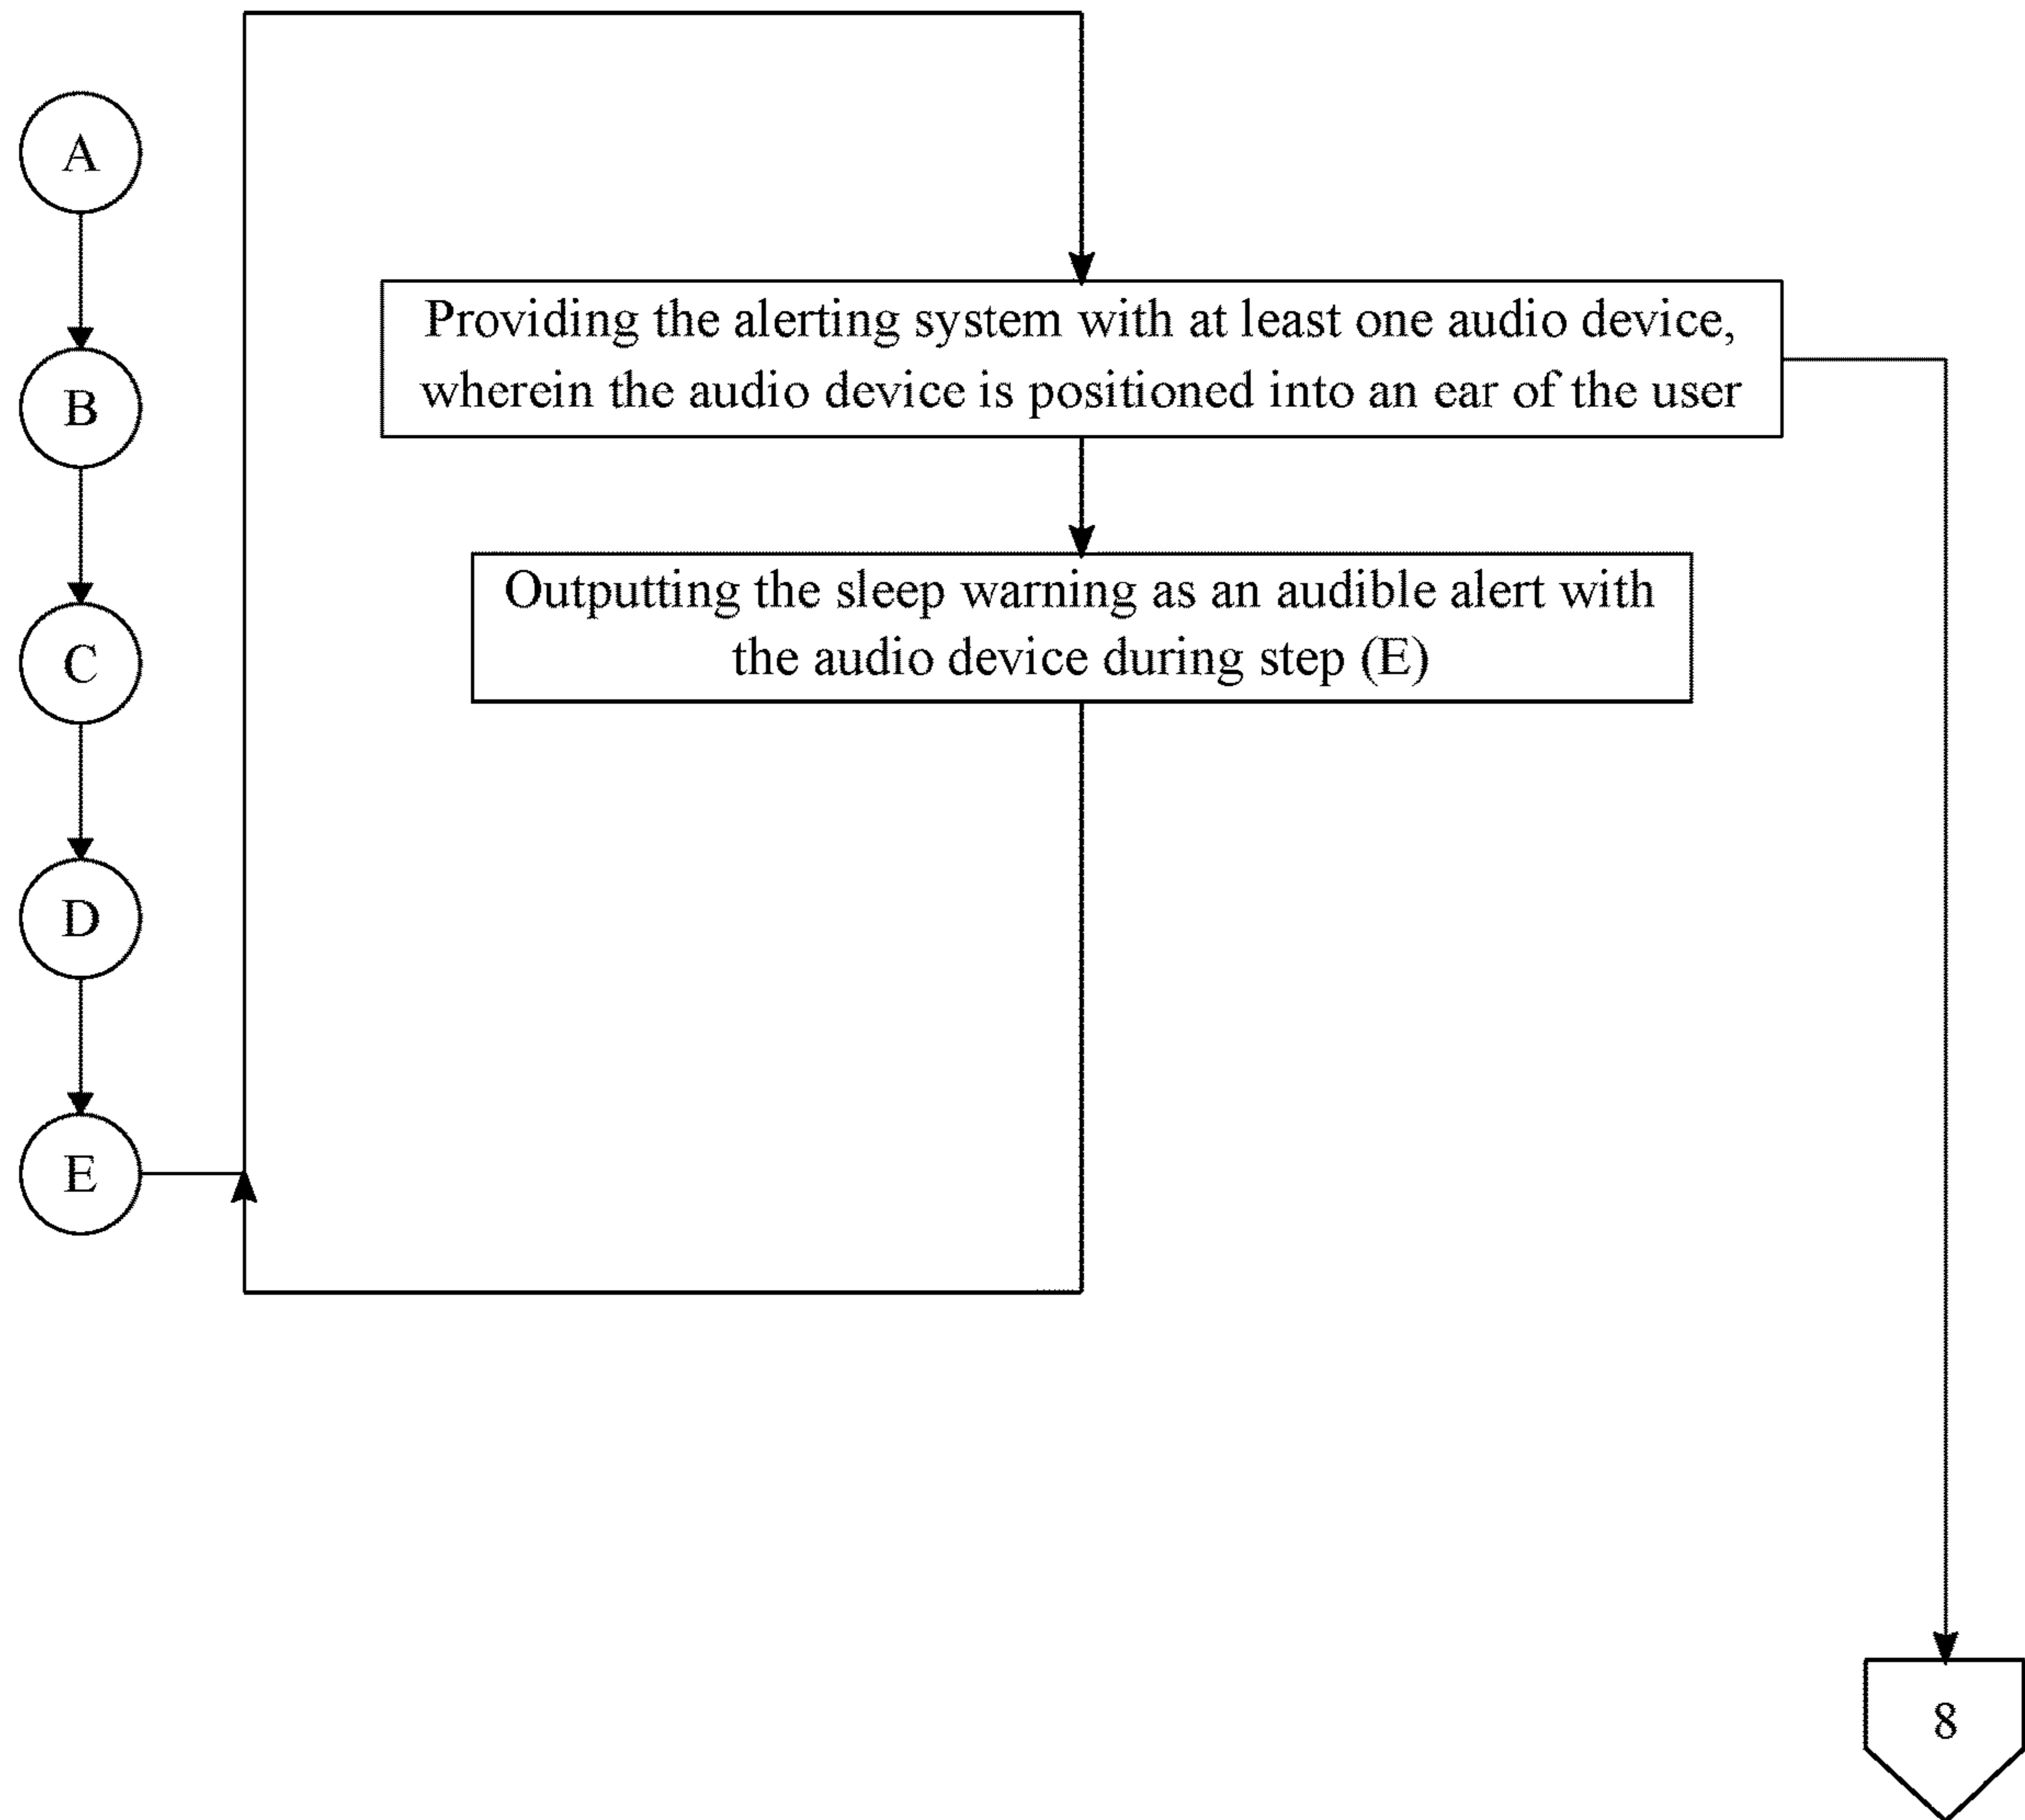 A
B
C
D
E
Providing the alerting system with at least one audio device,
wherein the audio device is positioned into an ear of the user
Outputting the sleep warning as an audible alert with
the audio device during step (E)
8